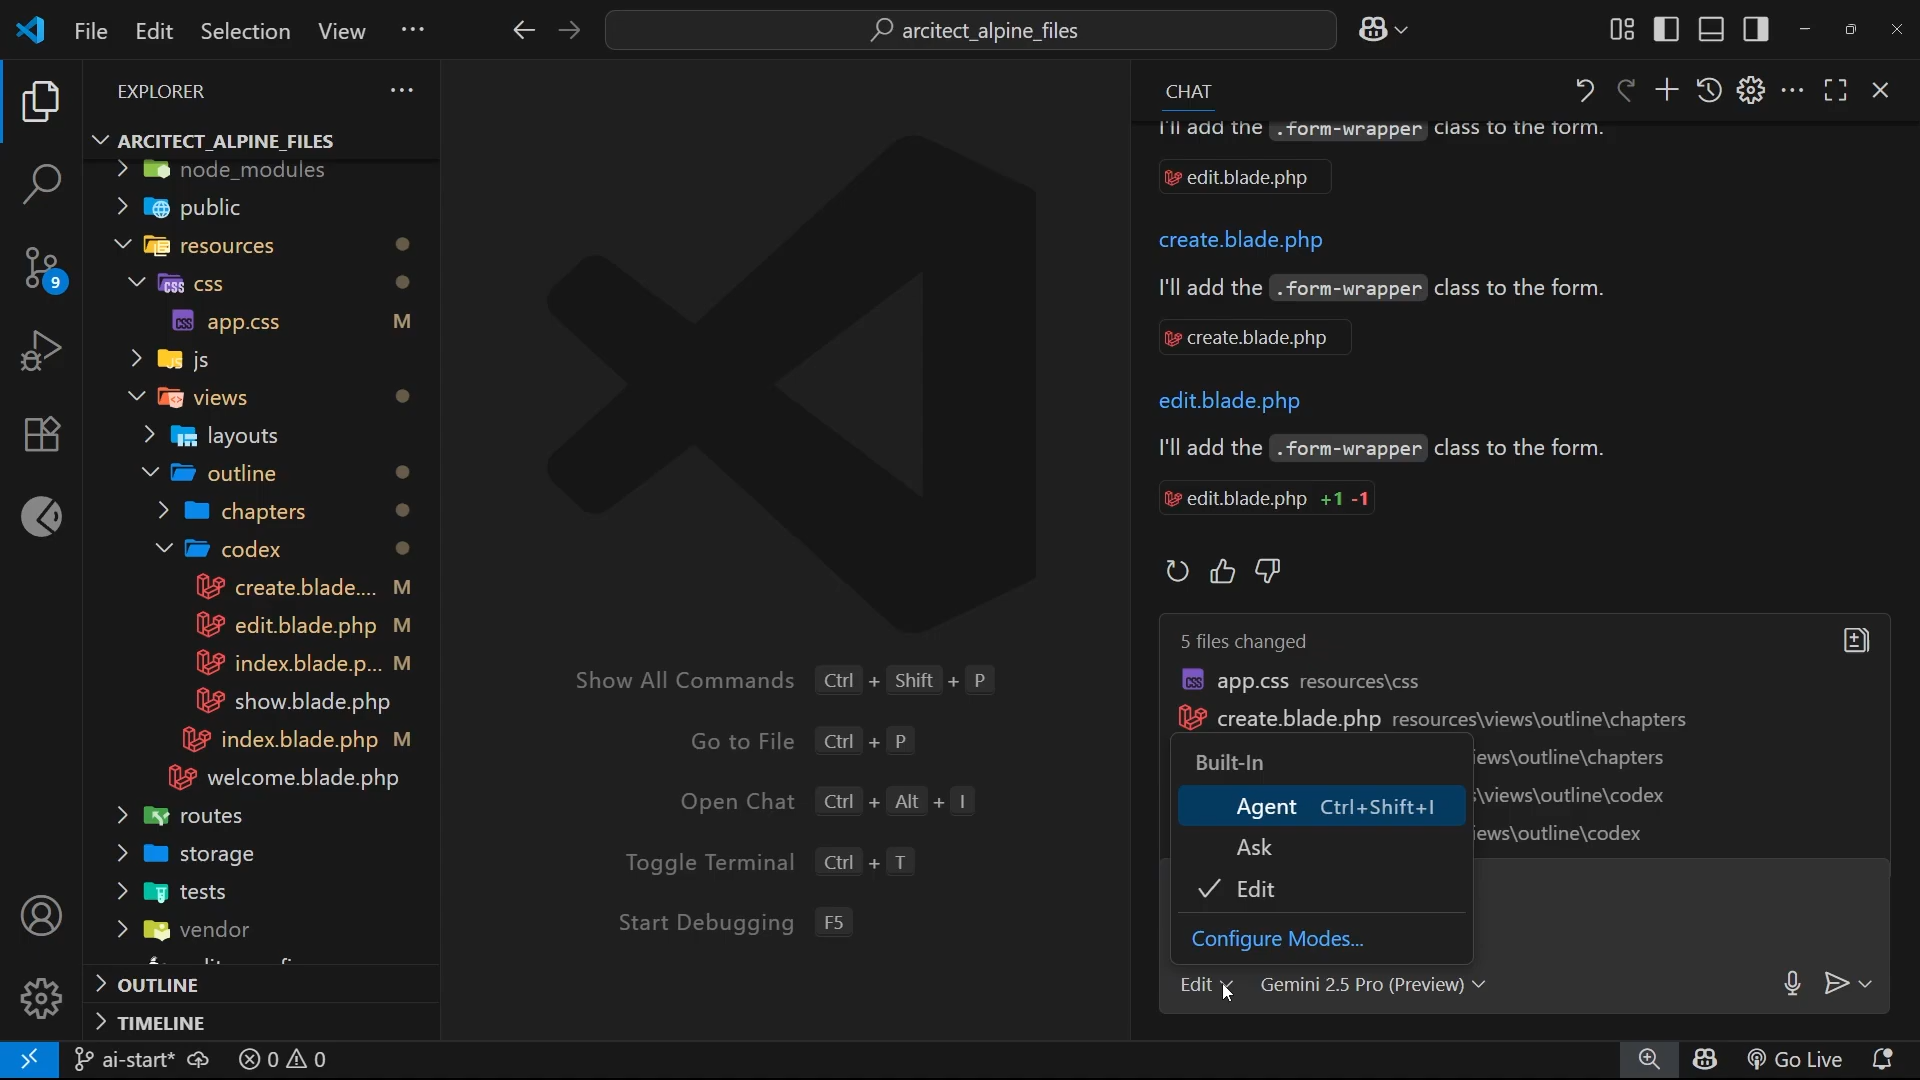 File Edit Selection View ···
arcitect_alpine_files
EXPLORER
ARCITECT_ALPINE_FILES
node_modules
public
resources
css
app.css M
js
views
layouts
outline
chapters
codex
create.blade.... M
edit.blade.php M
index.blade.p... M
show.blade.php
index.blade.php M
welcome.blade.php
routes
storage
tests
vendor
OUTLINE
TIMELINE
9
Show All Commands Ctrl + Shift + P
Go to File Ctrl + P
Open Chat Ctrl + Alt + I
Toggle Terminal Ctrl + T
Start Debugging F5
CHAT
I'll add the .form-wrapper class to the form.
edit.blade.php
create.blade.php
I'll add the .form-wrapper class to the form.
create.blade.php
edit.blade.php
I'll add the .form-wrapper class to the form.
edit.blade.php +1 -1
5 files changed
app.css resources\css
create.blade.php resources\views\outline\chapters
iews\outline\chapters
\views\outline\codex
iews\outline\codex
Built-In
Agent Ctrl+Shift+I
Ask
Edit
Configure Modes...
Edit Gemini 2.5 Pro (Preview)
ai-start* 0 0
Go Live